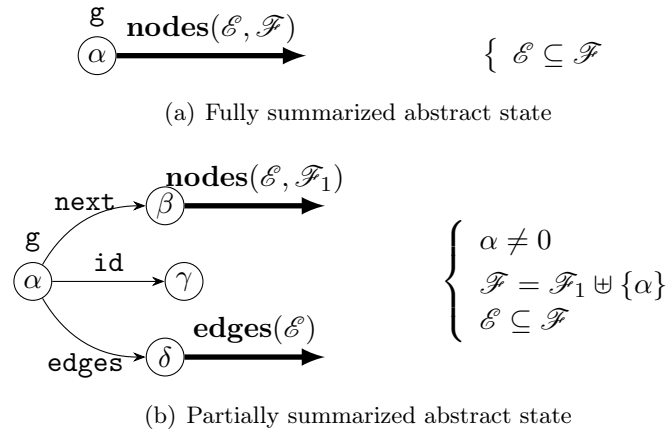 g
nodes(ℰ, ℱ)
α
{ ℰ ⊆ ℱ
(a) Fully summarized abstract state
nodes(ℰ, ℱ₁)
next
β
g
α
id
γ
edges(ℰ)
edges
δ
α ≠ 0
ℱ = ℱ₁ ⊎ {α}
ℰ ⊆ ℱ
(b) Partially summarized abstract state